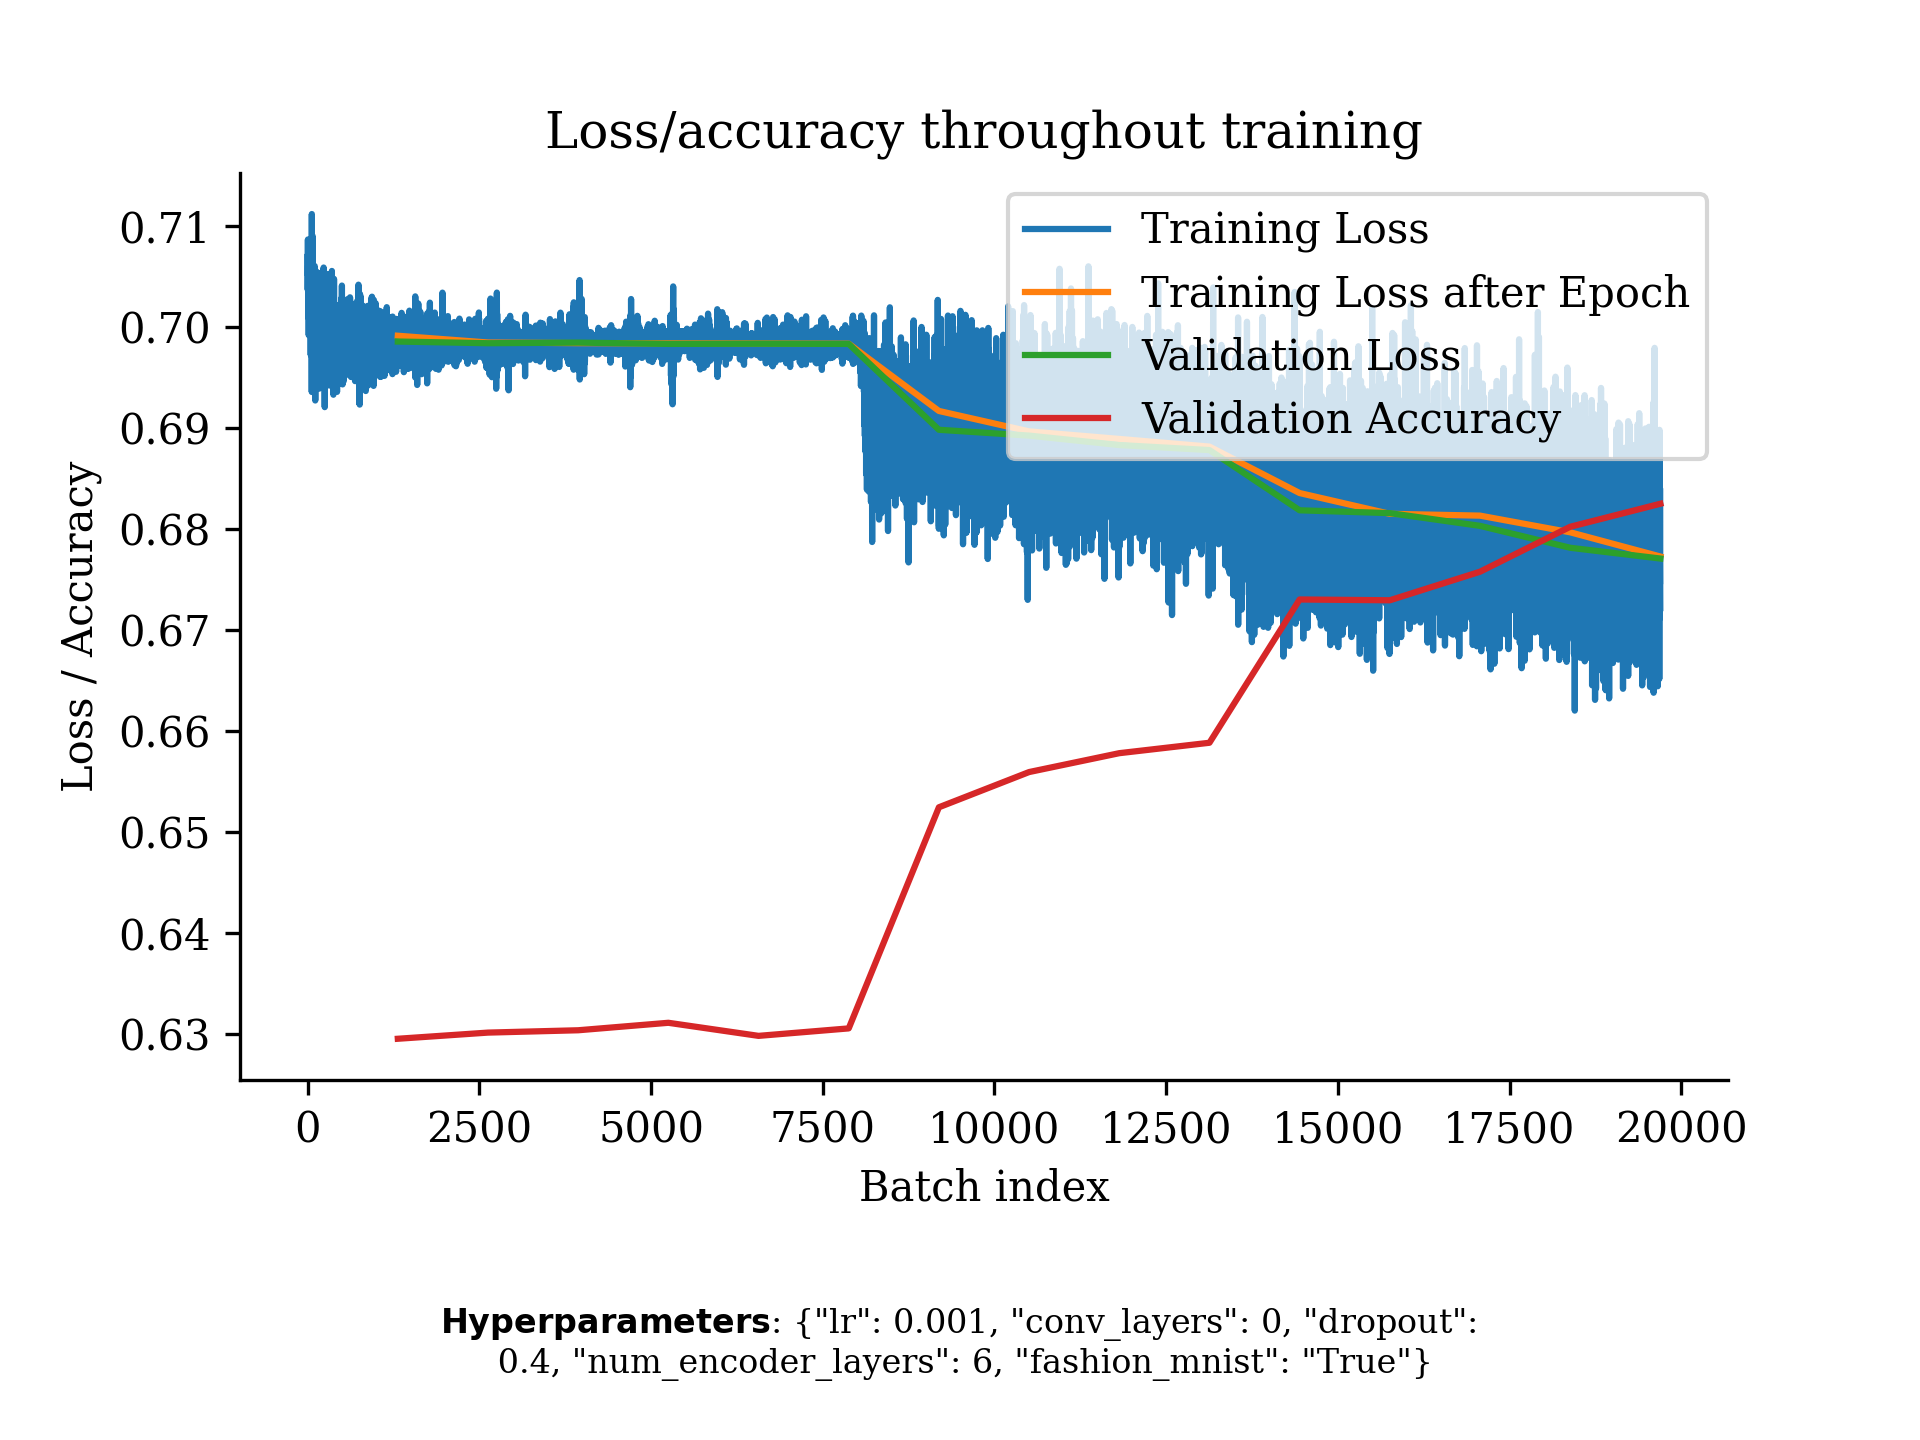 Loss/accuracy throughout training
Training Loss
Training Loss after Epoch
Validation Loss
Validation Accuracy
Loss / Accuracy
0.71
0.70
0.69
0.68
0.67
0.66
0.65
0.64
0.63
0 2500 5000 7500 10000 12500 15000 17500 20000
Batch index
Hyperparameters: {"lr": 0.001, "conv_layers": 0, "dropout":
0.4, "num_encoder_layers": 6, "fashion_mnist": "True"}